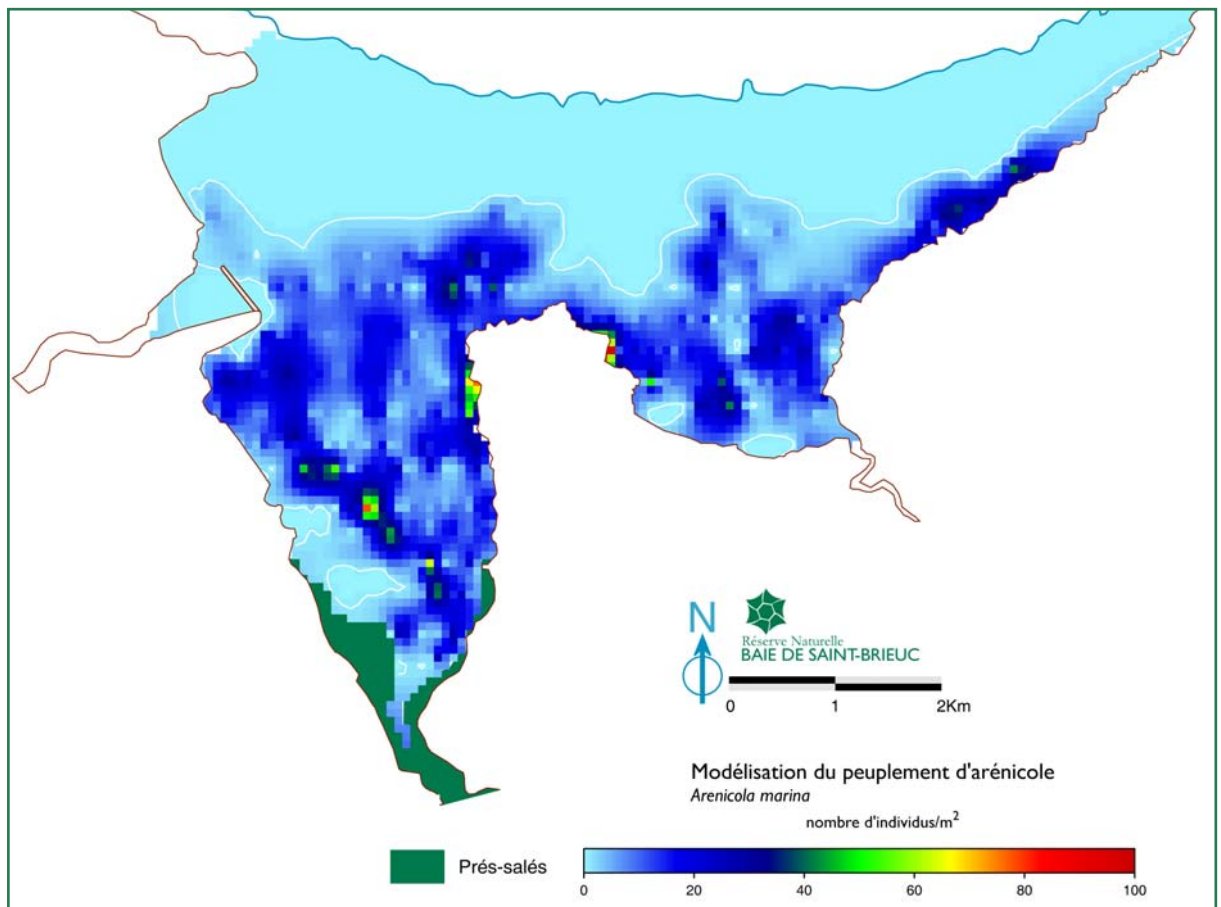 N
Réserve Naturelle
BAIE DE SAINT-BRIEUC
0 1 2Km
Modélisation du peuplement d'arénicole
Arenicola marina
nombre d'individus/m²
Prés-salés
0 20 40 60 80 100